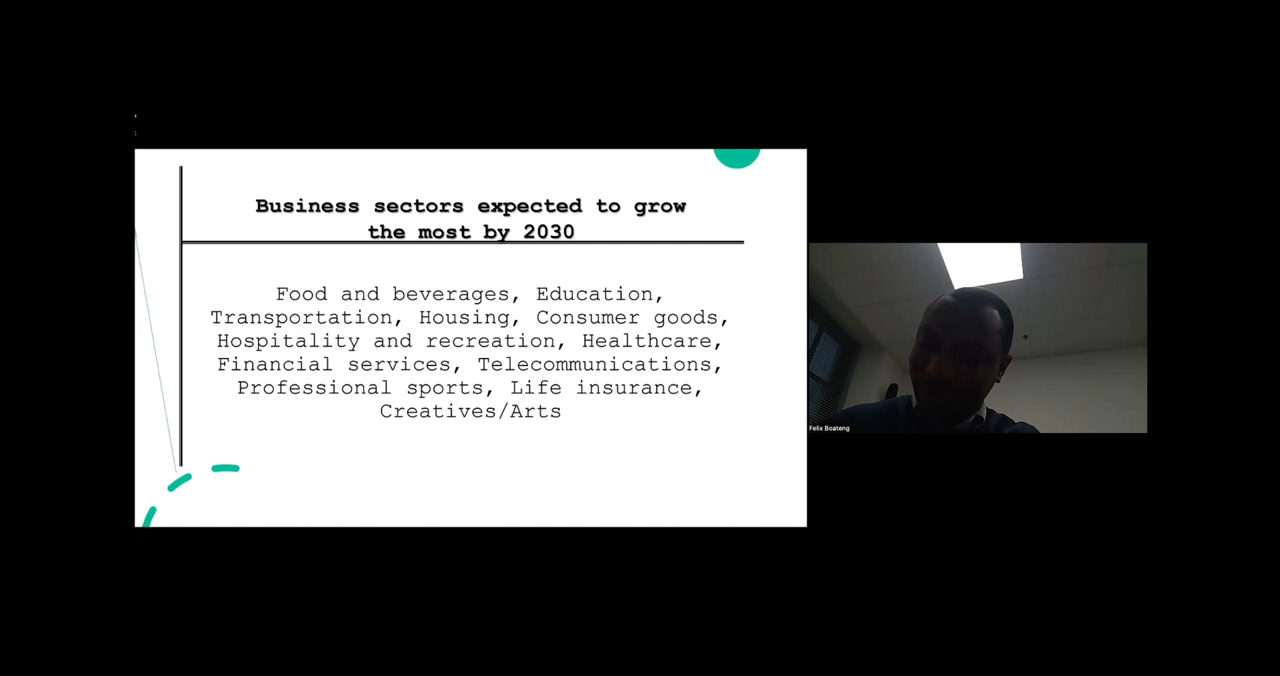 Business sectors expected to grow
the most by 2030
Food and beverages, Education,
Transportation, Housing, Consumer goods,
Hospitality and recreation, Healthcare,
Financial services, Telecommunications,
Professional sports, Life insurance,
Creatives/Arts
Felix Boateng